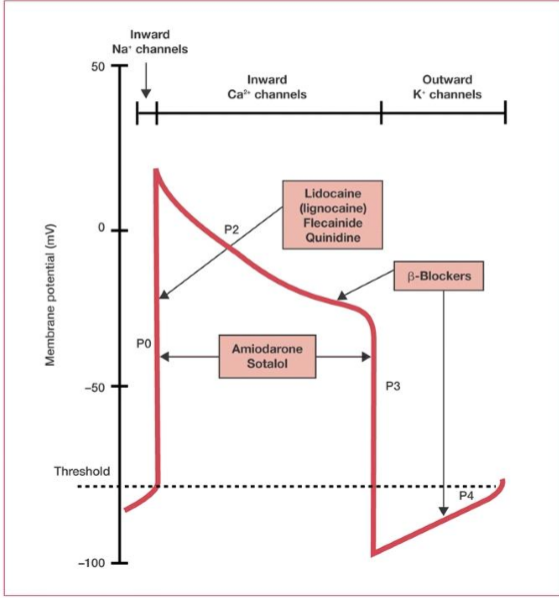 Inward
Na⁺ channels
Inward
Ca²⁺ channels
Outward
K⁺ channels
50
0
−50
−100
Membrane potential (mV)
Lidocaine
(lignocaine)
Flecainide
Quinidine
P2
β-Blockers
P0
Amiodarone
Sotalol
P3
Threshold
P4